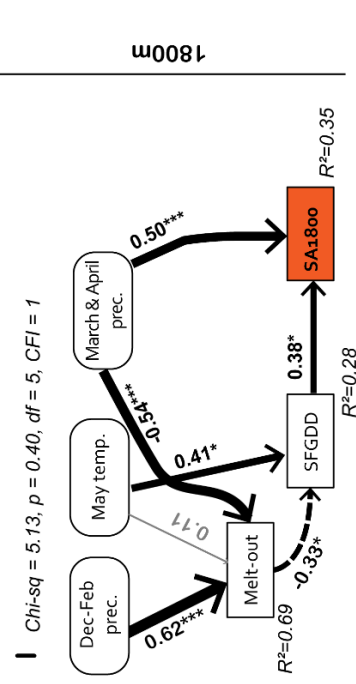 1800m
I Chi-sq = 5.13, p = 0.40, df = 5, CFI = 1
Dec-Feb
prec.
May temp.
March & April
prec.
0.62***
0.11
0.41*
-0.54***
0.50***
Melt-out
R²=0.69
-0.33*
SFGDD
R²=0.28
0.38*
SA1800
R²=0.35